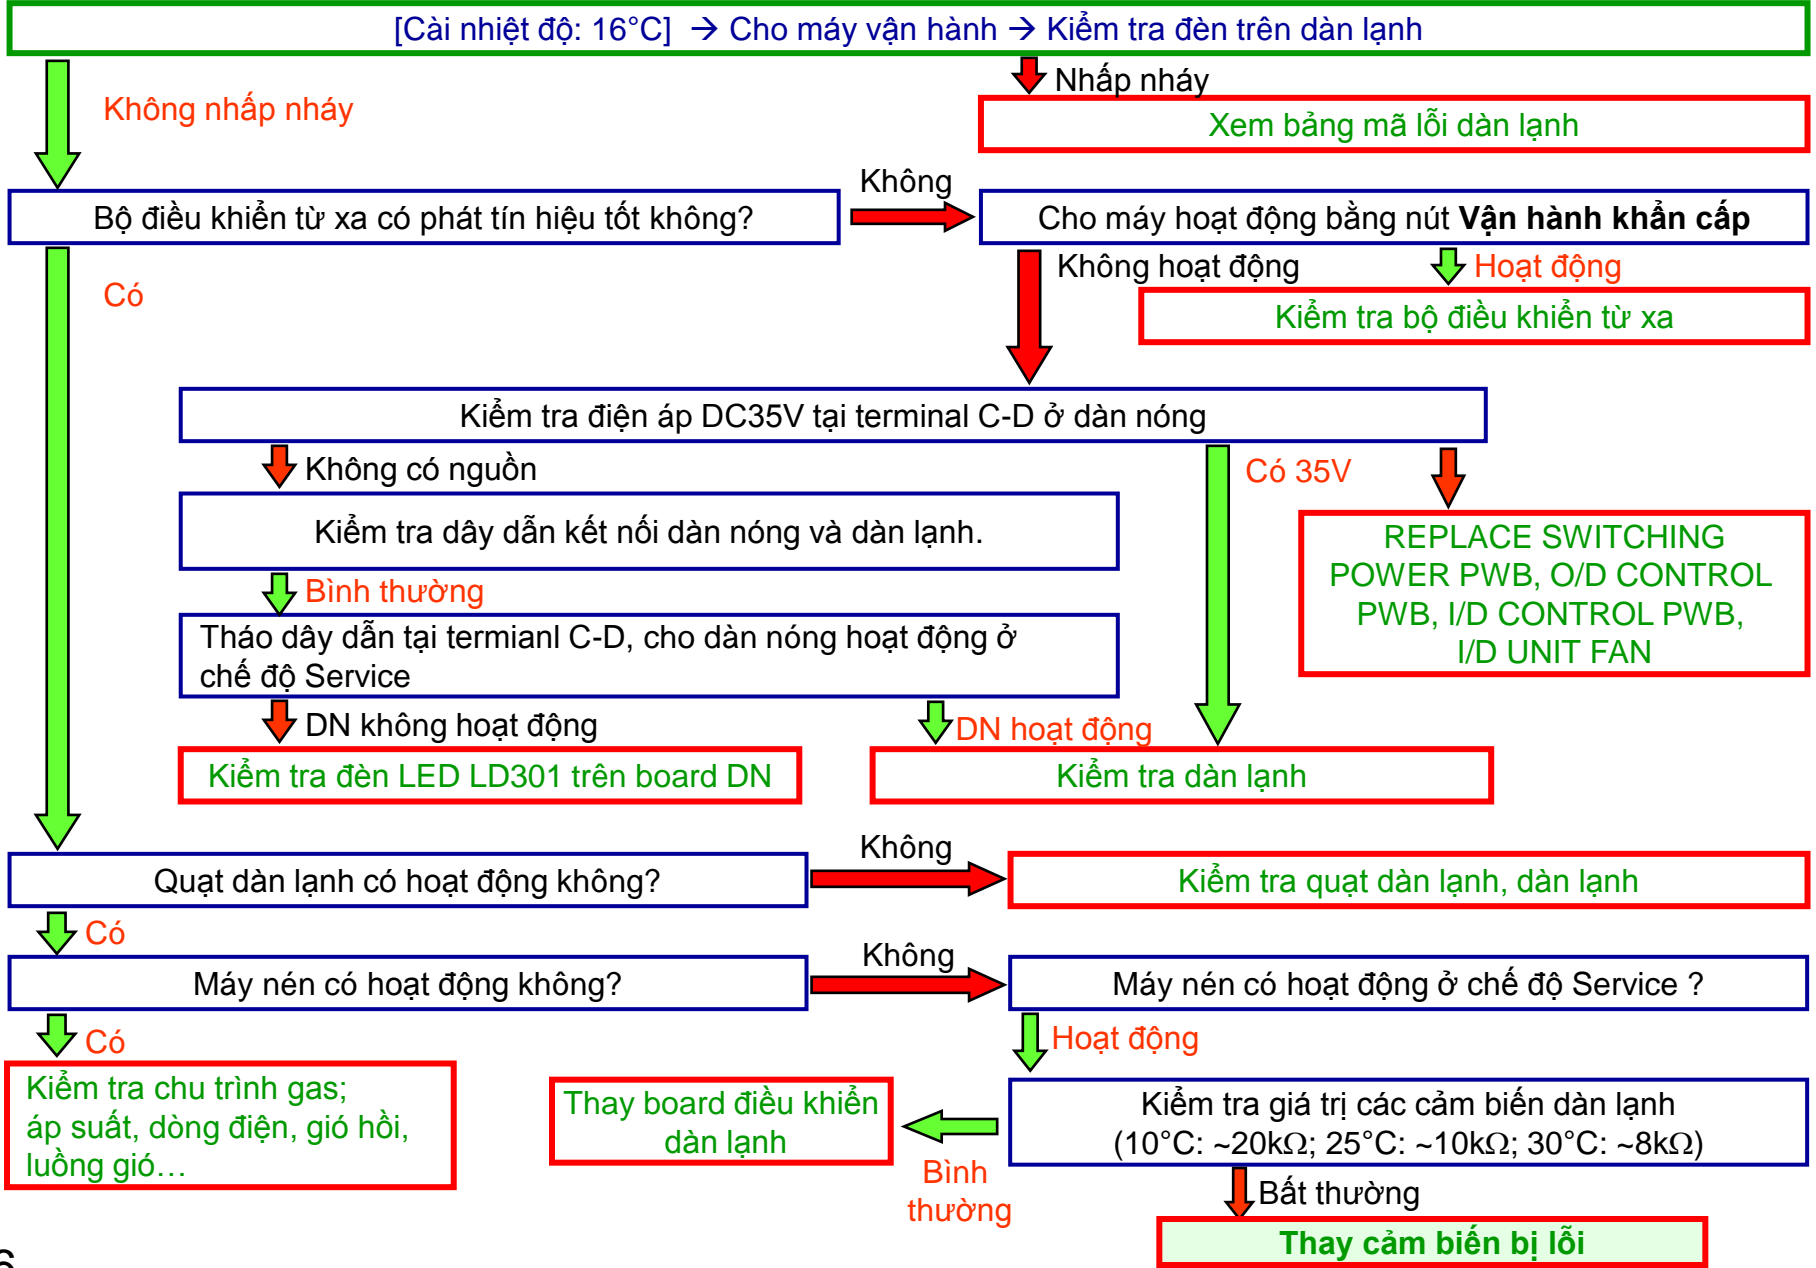 [Cài nhiệt độ: 16°C] → Cho máy vận hành → Kiểm tra đèn trên dàn lạnh
Nhấp nháy
Không nhấp nháy
Xem bảng mã lỗi dàn lạnh
Không
Bộ điều khiển từ xa có phát tín hiệu tốt không?
Cho máy hoạt động bằng nút Vận hành khẩn cấp
Không hoạt động
Hoạt động
Có
Kiểm tra bộ điều khiển từ xa
Kiểm tra điện áp DC35V tại terminal C-D ở dàn nóng
Không có nguồn
Có 35V
Kiểm tra dây dẫn kết nối dàn nóng và dàn lạnh.
REPLACE SWITCHING
POWER PWB, O/D CONTROL
PWB, I/D CONTROL PWB,
I/D UNIT FAN
Bình thường
Tháo dây dẫn tại termianl C-D, cho dàn nóng hoạt động ở
chế độ Service
DN không hoạt động
DN hoạt động
Kiểm tra đèn LED LD301 trên board DN
Kiểm tra dàn lạnh
Không
Quạt dàn lạnh có hoạt động không?
Kiểm tra quạt dàn lạnh, dàn lạnh
Có
Không
Máy nén có hoạt động không?
Máy nén có hoạt động ở chế độ Service ?
Có
Hoạt động
Kiểm tra chu trình gas;
áp suất, dòng điện, gió hồi,
luồng gió…
Thay board điều khiển
dàn lạnh
Kiểm tra giá trị các cảm biến dàn lạnh
(10°C: ~20kΩ; 25°C: ~10kΩ; 30°C: ~8kΩ)
Bình
thường
Bất thường
Thay cảm biến bị lỗi